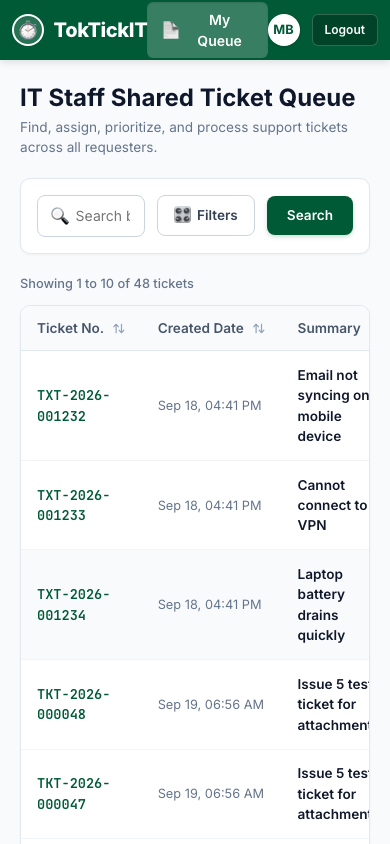 TokTickIT
My
Queue
MB
Logout
IT Staff Shared Ticket Queue
Find, assign, prioritize, and process support tickets
across all requesters.
Search b
Filters
Search
Showing 1 to 10 of 48 tickets
Ticket No. Created Date Summary
TXT-2026-
001232
Sep 18, 04:41 PM
Email not
syncing on
mobile
device
TXT-2026-
001233
Sep 18, 04:41 PM
Cannot
connect to
VPN
TXT-2026-
001234
Sep 18, 04:41 PM
Laptop
battery
drains
quickly
TKT-2026-
000048
Sep 19, 06:56 AM
Issue 5 test
ticket for
attachment
TKT-2026-
000047
Sep 19, 06:56 AM
Issue 5 test
ticket for
attachment